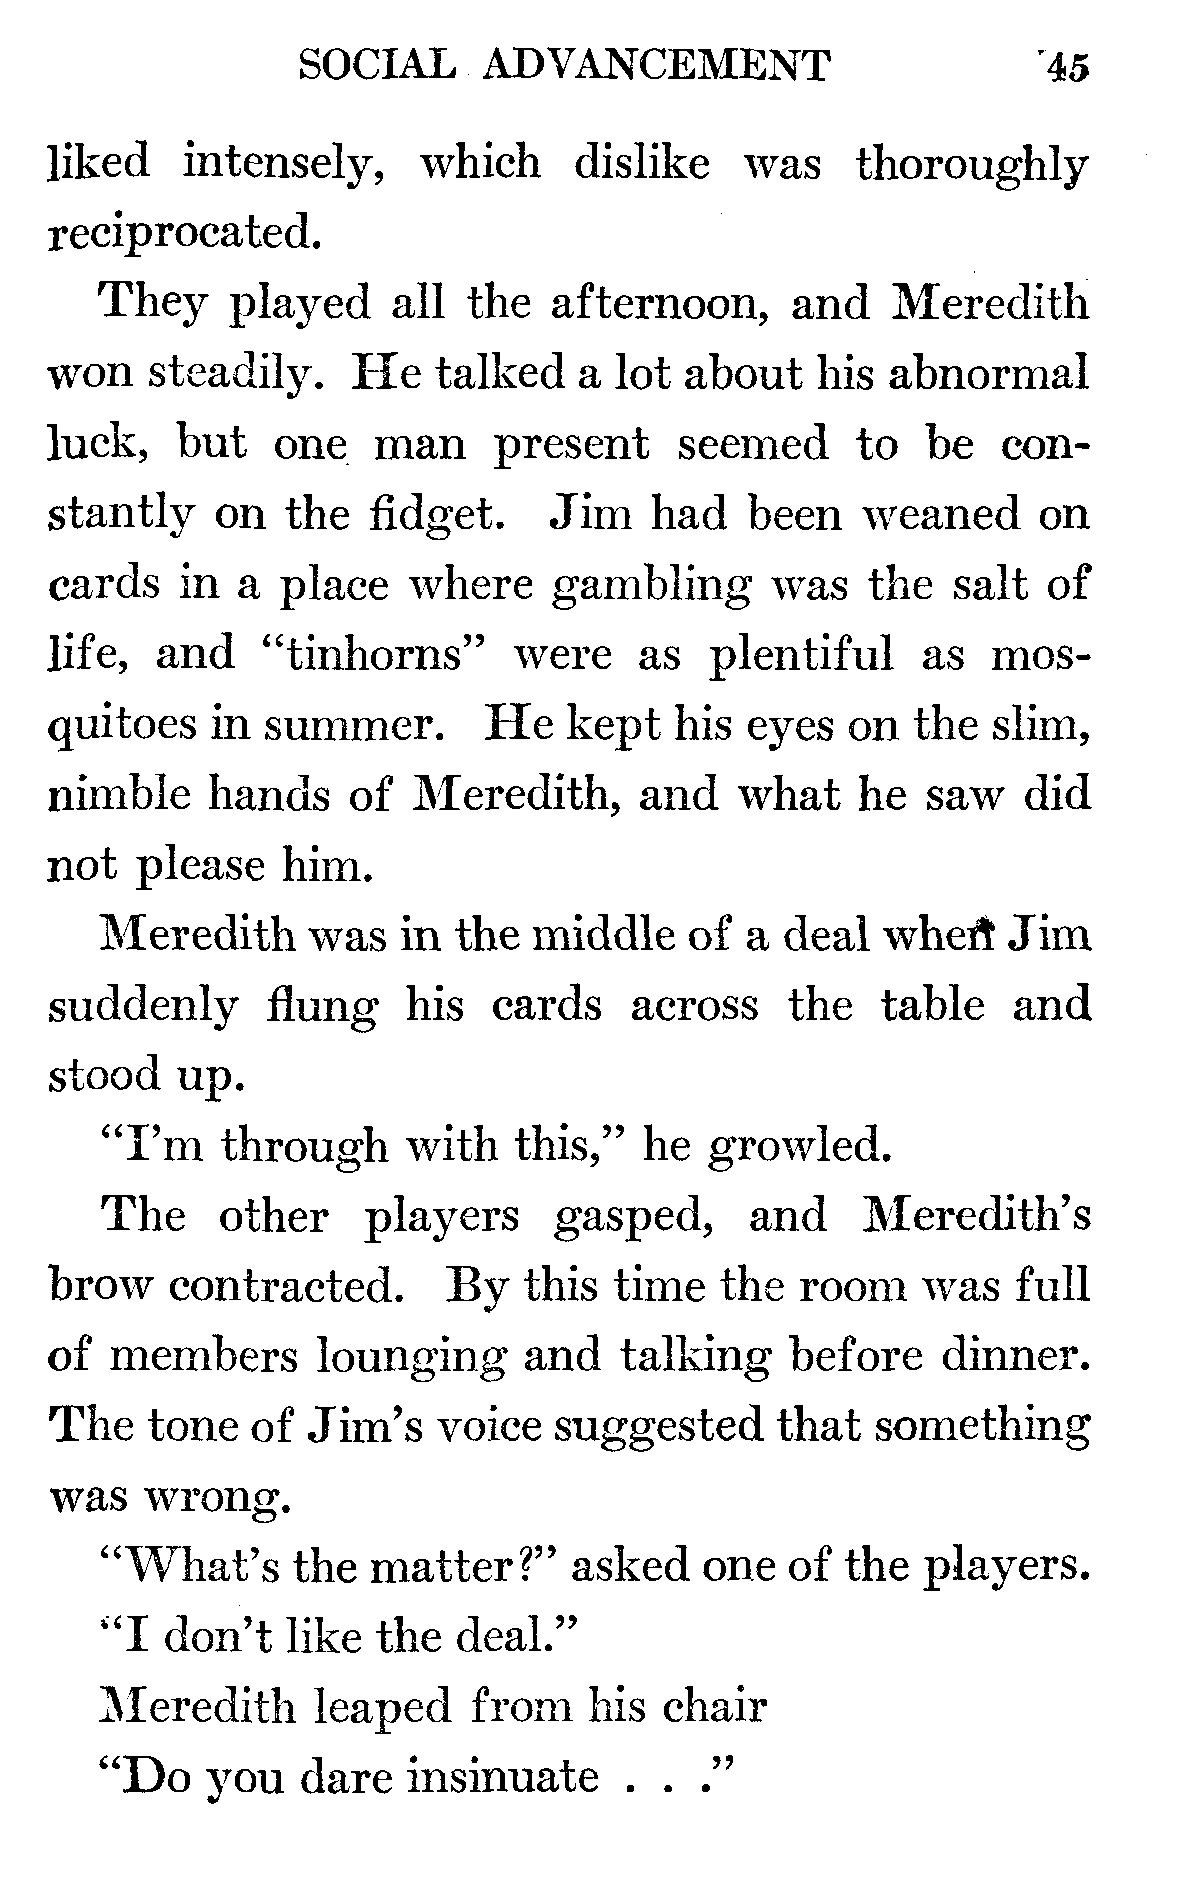 SOCIAL ADVANCEMENT 45
liked intensely, which dislike was thoroughly
reciprocated.
They played all the afternoon, and Meredith
won steadily. He talked a lot about his abnormal
luck, but one man present seemed to be con-
stantly on the fidget. Jim had been weaned on
cards in a place where gambling was the salt of
life, and “tinhorns” were as plentiful as mos-
quitoes in summer. He kept his eyes on the slim,
nimble hands of Meredith, and what he saw did
not please him.
Meredith was in the middle of a deal when Jim
suddenly flung his cards across the table and
stood up.
“I’m through with this,” he growled.
The other players gasped, and Meredith’s
brow contracted. By this time the room was full
of members lounging and talking before dinner.
The tone of Jim’s voice suggested that something
was wrong.
“What’s the matter?” asked one of the players.
“I don’t like the deal.”
Meredith leaped from his chair
“Do you dare insinuate . . .”